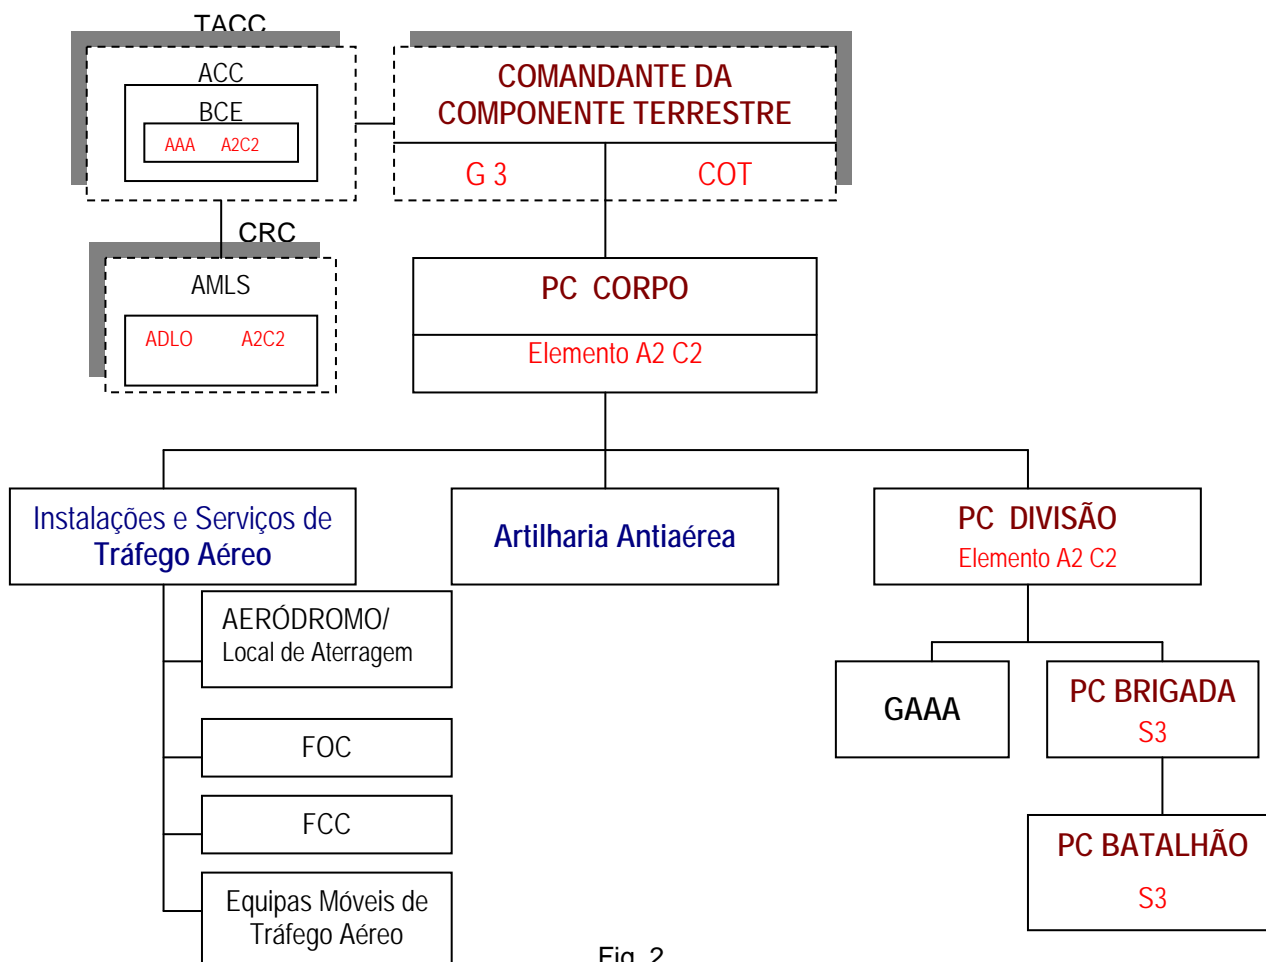 TACC
ACC
BCE
AAA A2C2
COMANDANTE DA
COMPONENTE TERRESTRE
G 3 COT
CRC
AMLS
ADLO A2C2
PC CORPO
Elemento A2 C2
Instalações e Serviços de
Tráfego Aéreo
Artilharia Antiaérea
PC DIVISÃO
Elemento A2 C2
AERÓDROMO/
Local de Aterragem
FOC
FCC
Equipas Móveis de
Tráfego Aéreo
GAAA
PC BRIGADA
S3
PC BATALHÃO
S3
Fig. 2